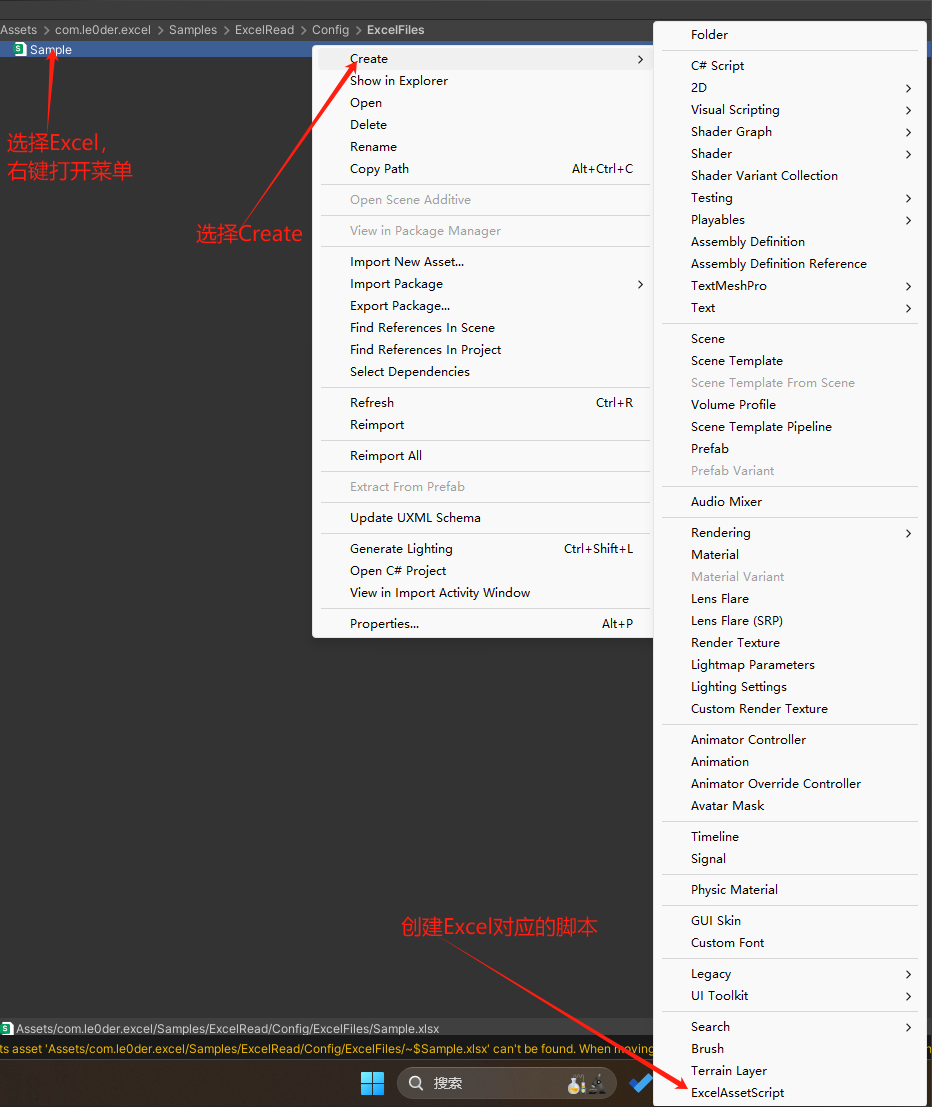 Assets > com.le0der.excel > Samples > ExcelRead > Config > ExcelFiles
Sample
选择Excel，
右键打开菜单
选择Create
Create
Show in Explorer
Open
Delete
Rename
Copy Path Alt+Ctrl+C
Open Scene Additive
View in Package Manager
Import New Asset...
Import Package
Export Package...
Find References In Scene
Find References In Project
Select Dependencies
Refresh Ctrl+R
Reimport
Reimport All
Extract From Prefab
Update UXML Schema
Generate Lighting Ctrl+Shift+L
Open C# Project
View in Import Activity Window
Properties... Alt+P
Folder
C# Script
2D
Visual Scripting
Shader Graph
Shader
Shader Variant Collection
Testing
Playables
Assembly Definition
Assembly Definition Reference
TextMeshPro
Text
Scene
Scene Template
Scene Template From Scene
Volume Profile
Scene Template Pipeline
Prefab
Prefab Variant
Audio Mixer
Rendering
Material
Material Variant
Lens Flare
Lens Flare (SRP)
Render Texture
Lightmap Parameters
Lighting Settings
Custom Render Texture
Animator Controller
Animation
Animator Override Controller
Avatar Mask
Timeline
Signal
Physic Material
GUI Skin
Custom Font
Legacy
UI Toolkit
Search
Brush
Terrain Layer
ExcelAssetScript
创建Excel对应的脚本
Assets/com.le0der.excel/Samples/ExcelRead/Config/ExcelFiles/Sample.xlsx
ts asset 'Assets/com.le0der.excel/Samples/ExcelRead/Config/ExcelFiles/~$Sample.xlsx' can't be found. When moving
搜索